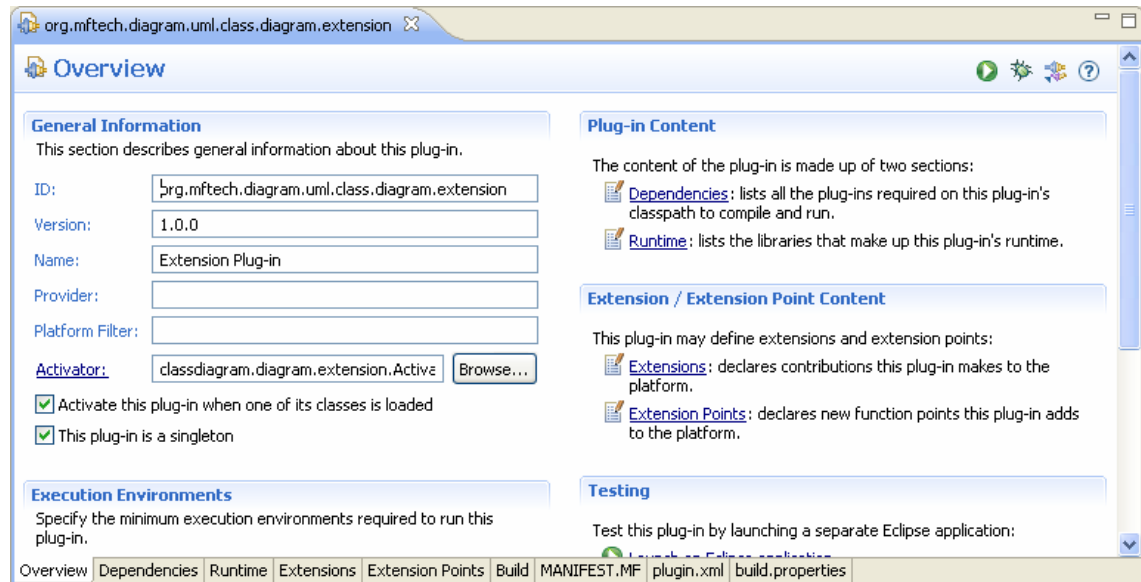 org.mftech.diagram.uml.class.diagram.extension
Overview
General Information
This section describes general information about this plug-in.
ID: org.mftech.diagram.uml.class.diagram.extension
Version: 1.0.0
Name: Extension Plug-in
Provider:
Platform Filter:
Activator: classdiagram.diagram.extension.Activa Browse...
Activate this plug-in when one of its classes is loaded
This plug-in is a singleton
Execution Environments
Specify the minimum execution environments required to run this
plug-in.
Plug-in Content
The content of the plug-in is made up of two sections:
Dependencies: lists all the plug-ins required on this plug-in's
classpath to compile and run.
Runtime: lists the libraries that make up this plug-in's runtime.
Extension / Extension Point Content
This plug-in may define extensions and extension points:
Extensions: declares contributions this plug-in makes to the
platform.
Extension Points: declares new function points this plug-in adds
to the platform.
Testing
Test this plug-in by launching a separate Eclipse application:
Launch an Eclipse application
Overview Dependencies Runtime Extensions Extension Points Build MANIFEST.MF plugin.xml build.properties